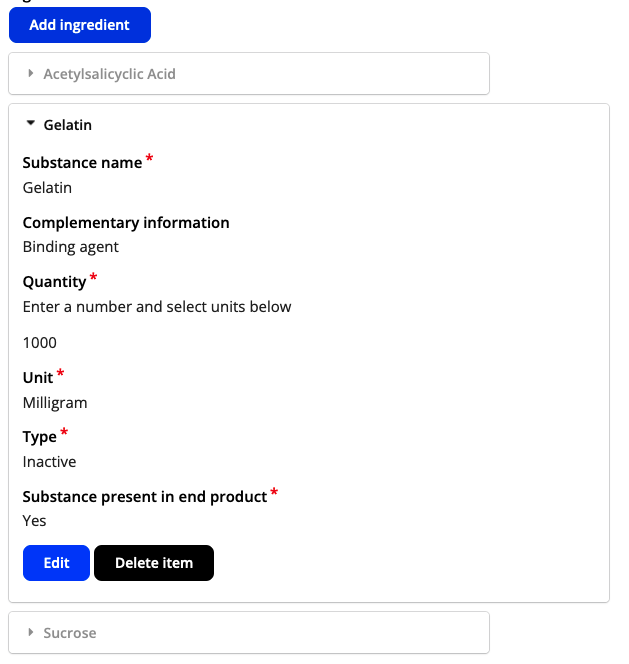 Add ingredient
Acetylsalicyclic Acid
Gelatin
Substance name *
Gelatin
Complementary information
Binding agent
Quantity *
Enter a number and select units below
1000
Unit *
Milligram
Type *
Inactive
Substance present in end product *
Yes
Edit Delete item
Sucrose